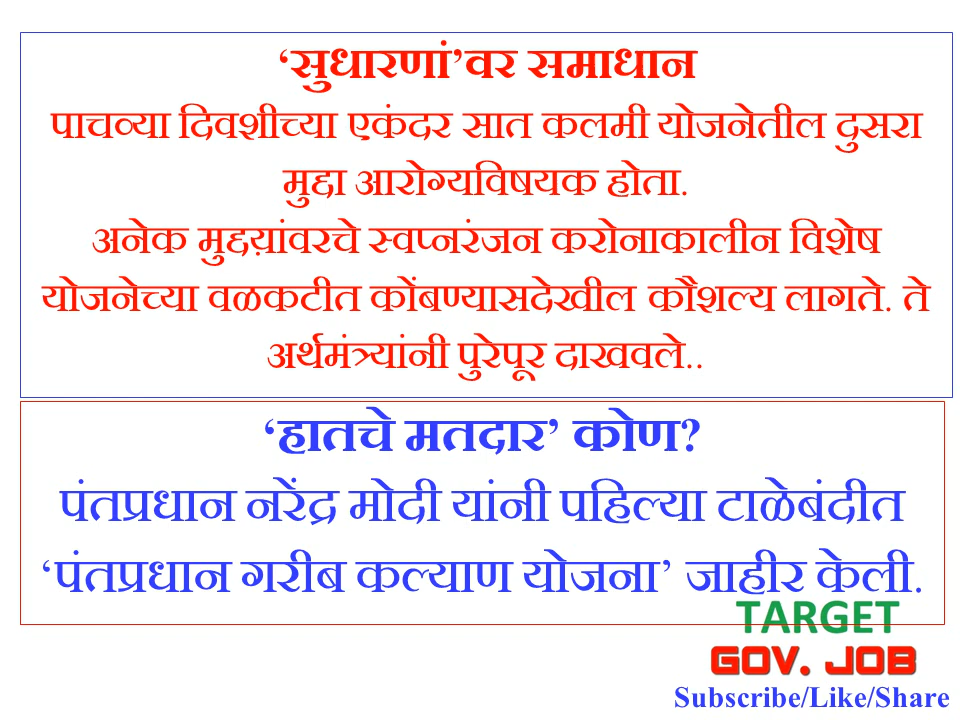 ‘सुधारणां’वर समाधान
पाचव्या दिवशीच्या एकंदर सात कलमी योजनेतील दुसरा
मुद्दा आरोग्यविषयक होता.
अनेक मुद्द्य़ांवरचे स्वप्नरंजन करोनाकालीन विशेष
योजनेच्या वळकटीत कोंबण्यासदेखील कौशल्य लागते. ते
अर्थमंत्र्यांनी पुरेपूर दाखवले..
‘हातचे मतदार’ कोण?
पंतप्रधान नरेंद्र मोदी यांनी पहिल्या टाळेबंदीत
‘पंतप्रधान गरीब कल्याण योजना’ जाहीर केली.
TARGET
GOV. JOB
Subscribe/Like/Share